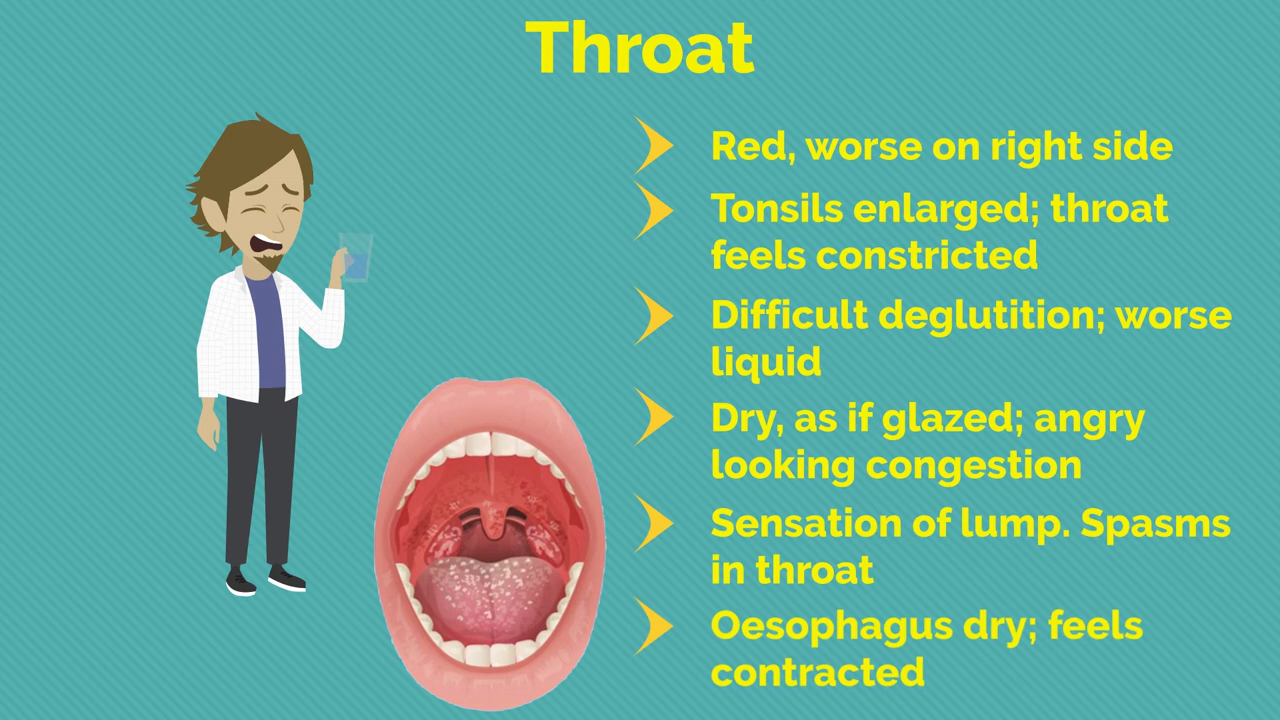 Throat
Red, worse on right side
Tonsils enlarged; throat
feels constricted
Difficult deglutition; worse
liquid
Dry, as if glazed; angry
looking congestion
Sensation of lump. Spasms
in throat
Oesophagus dry; feels
contracted